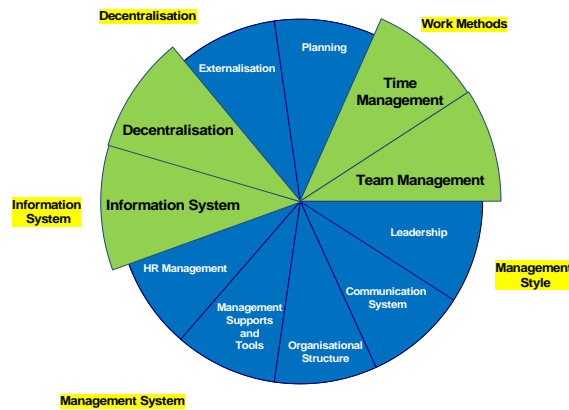 Decentralisation
Work Methods
Planning
Externalisation
Time
Management
Decentralisation
Team Management
Information System
Information
System
Leadership
HR Management
Management
Style
Communication
System
Management
Supports
and
Tools
Organisational
Structure
Management System